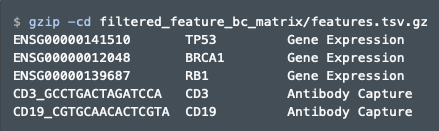 $ gzip -cd filtered_feature_bc_matrix/features.tsv.gz
ENSG00000141510 TP53 Gene Expression
ENSG00000012048 BRCA1 Gene Expression
ENSG00000139687 RB1 Gene Expression
CD3_GCCTGACTAGATCCA CD3 Antibody Capture
CD19_CGTGCAACACTCGTA CD19 Antibody Capture